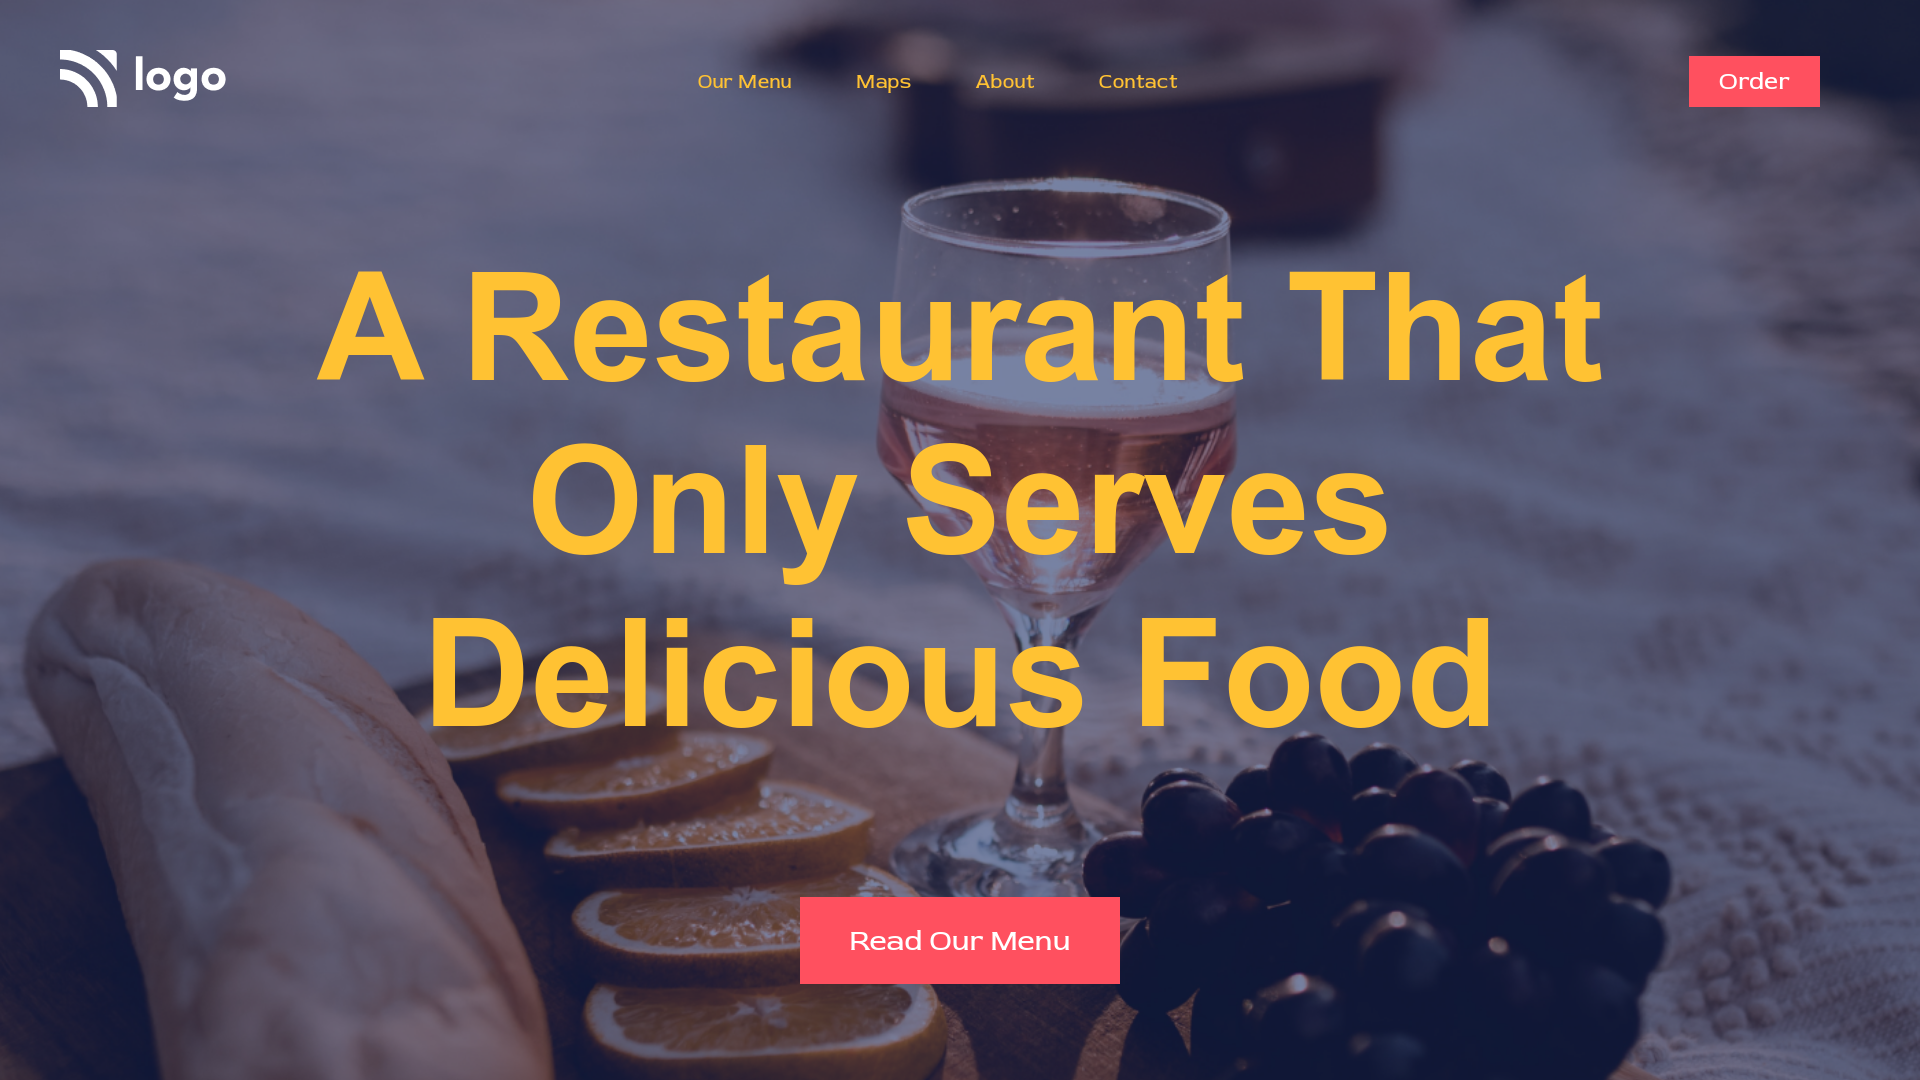 logo
Our Menu
Maps
About
Contact
Order
A Restaurant That
Only Serves
Delicious Food
Read Our Menu